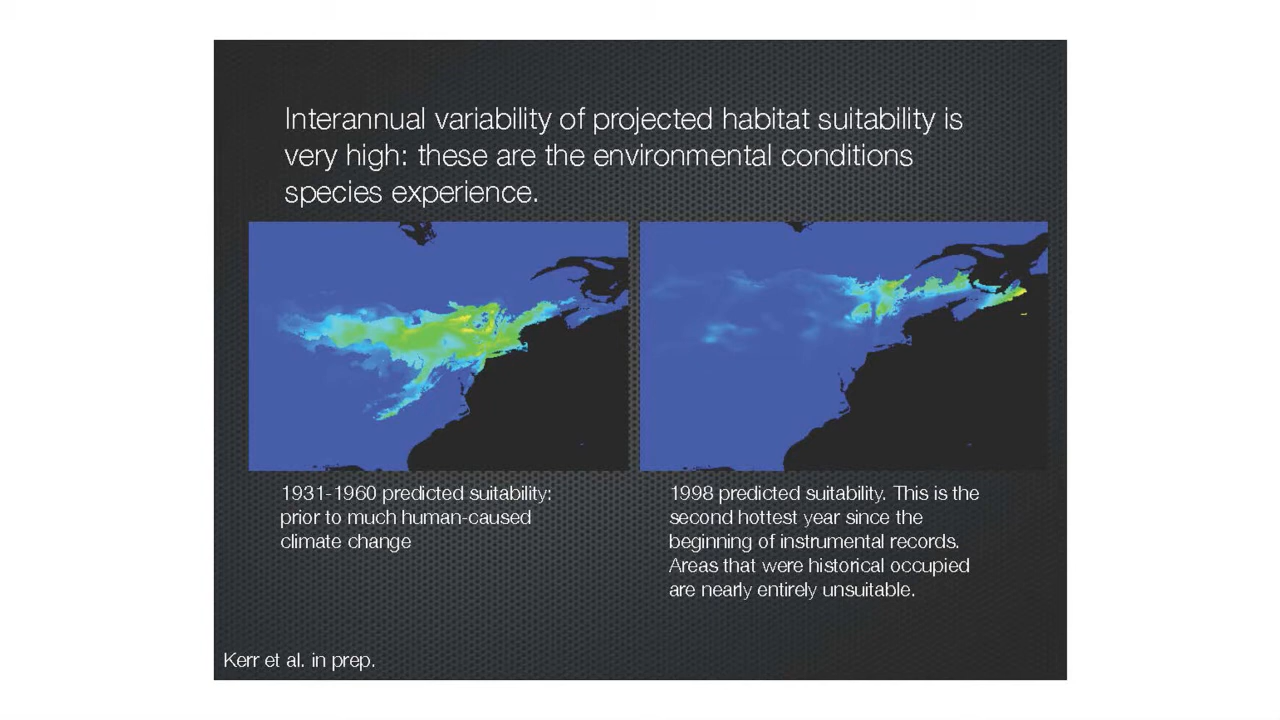 Interannual variability of projected habitat suitability is
very high: these are the environmental conditions
species experience.
1931-1960 predicted suitability:
prior to much human-caused
climate change
1998 predicted suitability. This is the
second hottest year since the
beginning of instrumental records.
Areas that were historical occupied
are nearly entirely unsuitable.
Kerr et al. in prep.